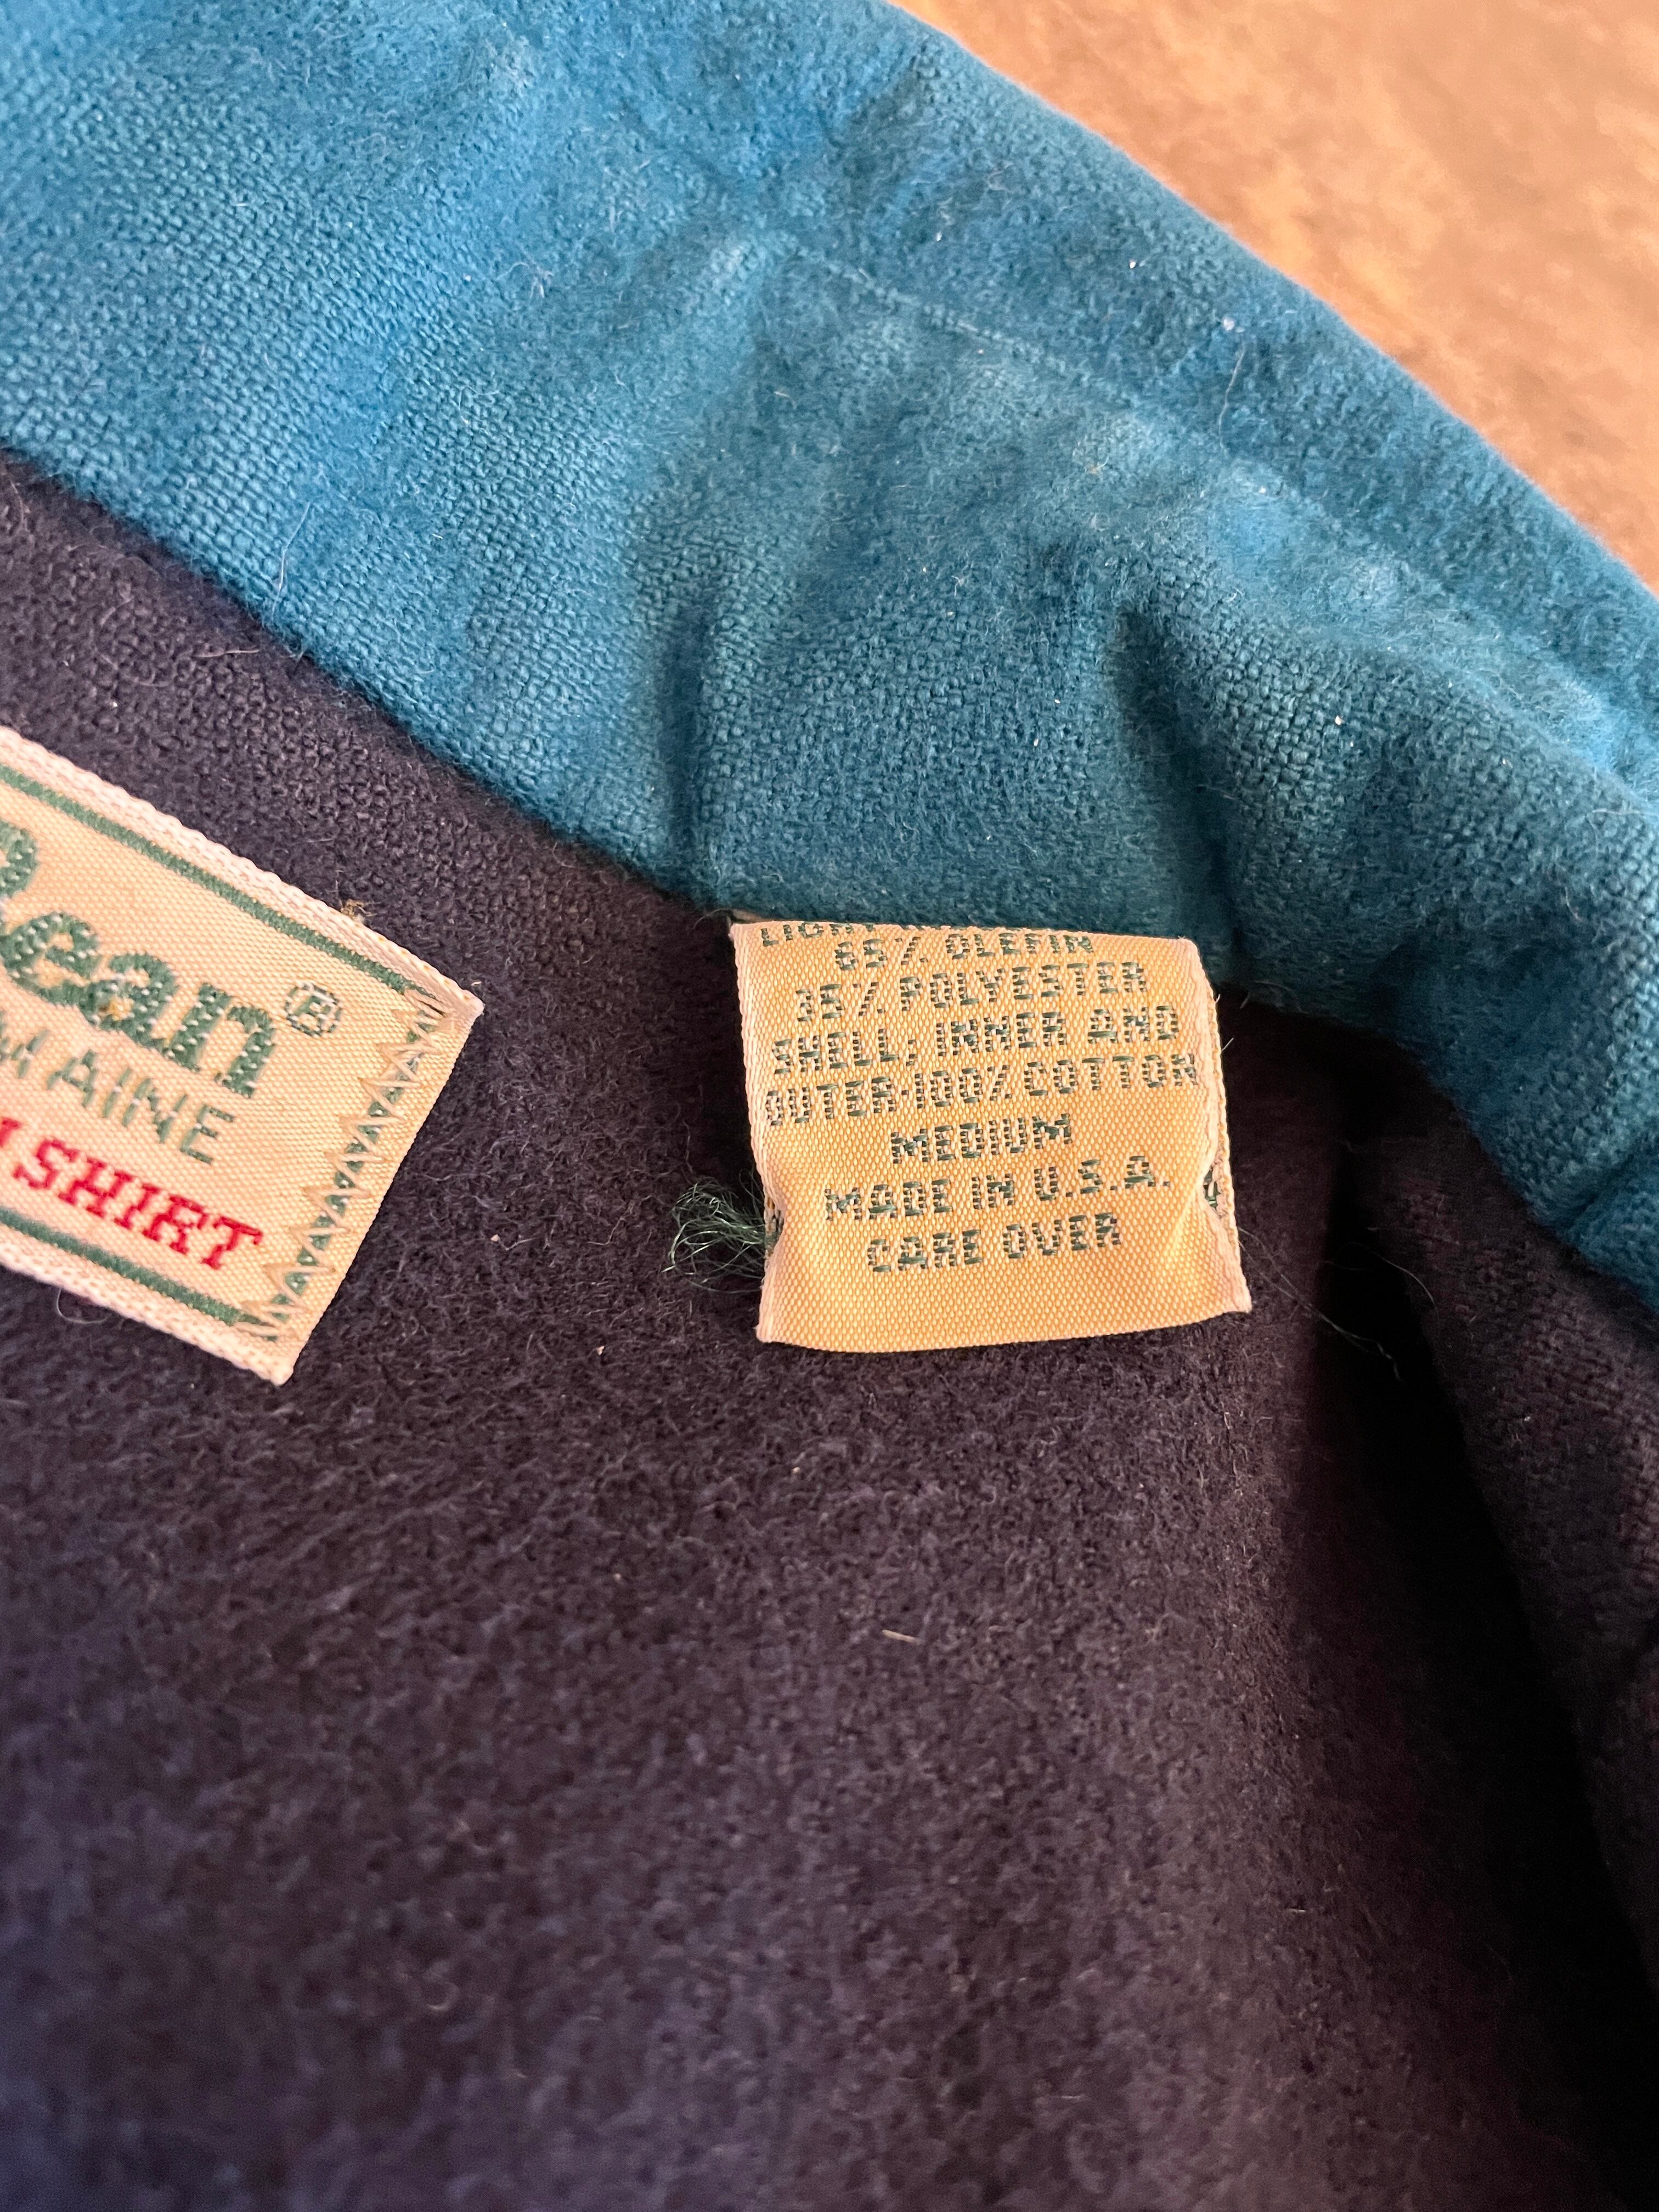 Bean®
MAINE
SHIRT
65% OLEFIN
35% POLYESTER
SHELL; INNER AND
OUTER-100% COTTON
MEDIUM
MADE IN U.S.A.
CARE OVER